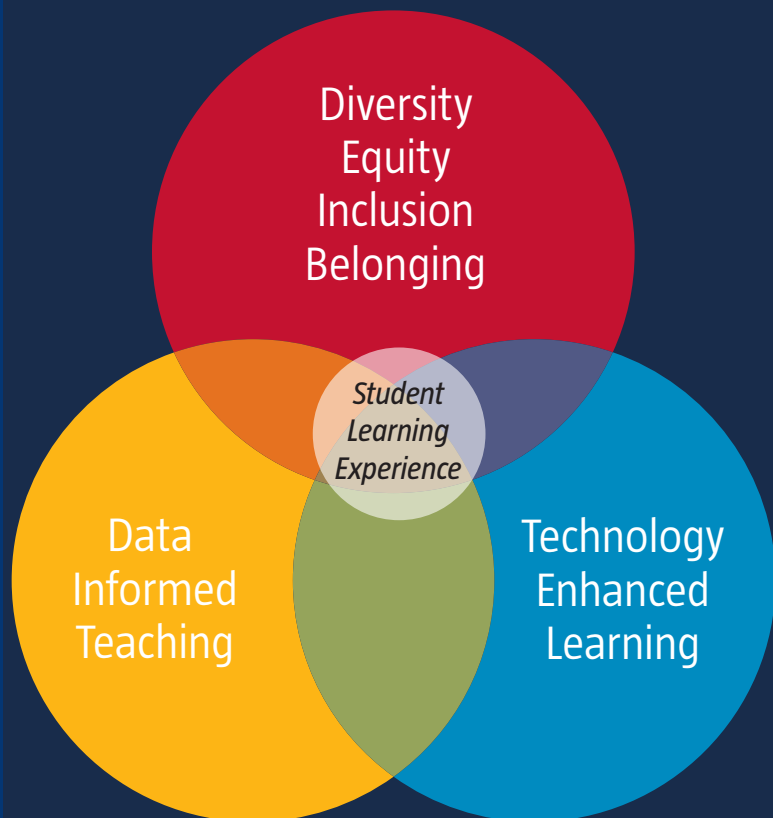 Diversity
Equity
Inclusion
Belonging
Student
Learning
Experience
Data
Informed
Teaching
Technology
Enhanced
Learning